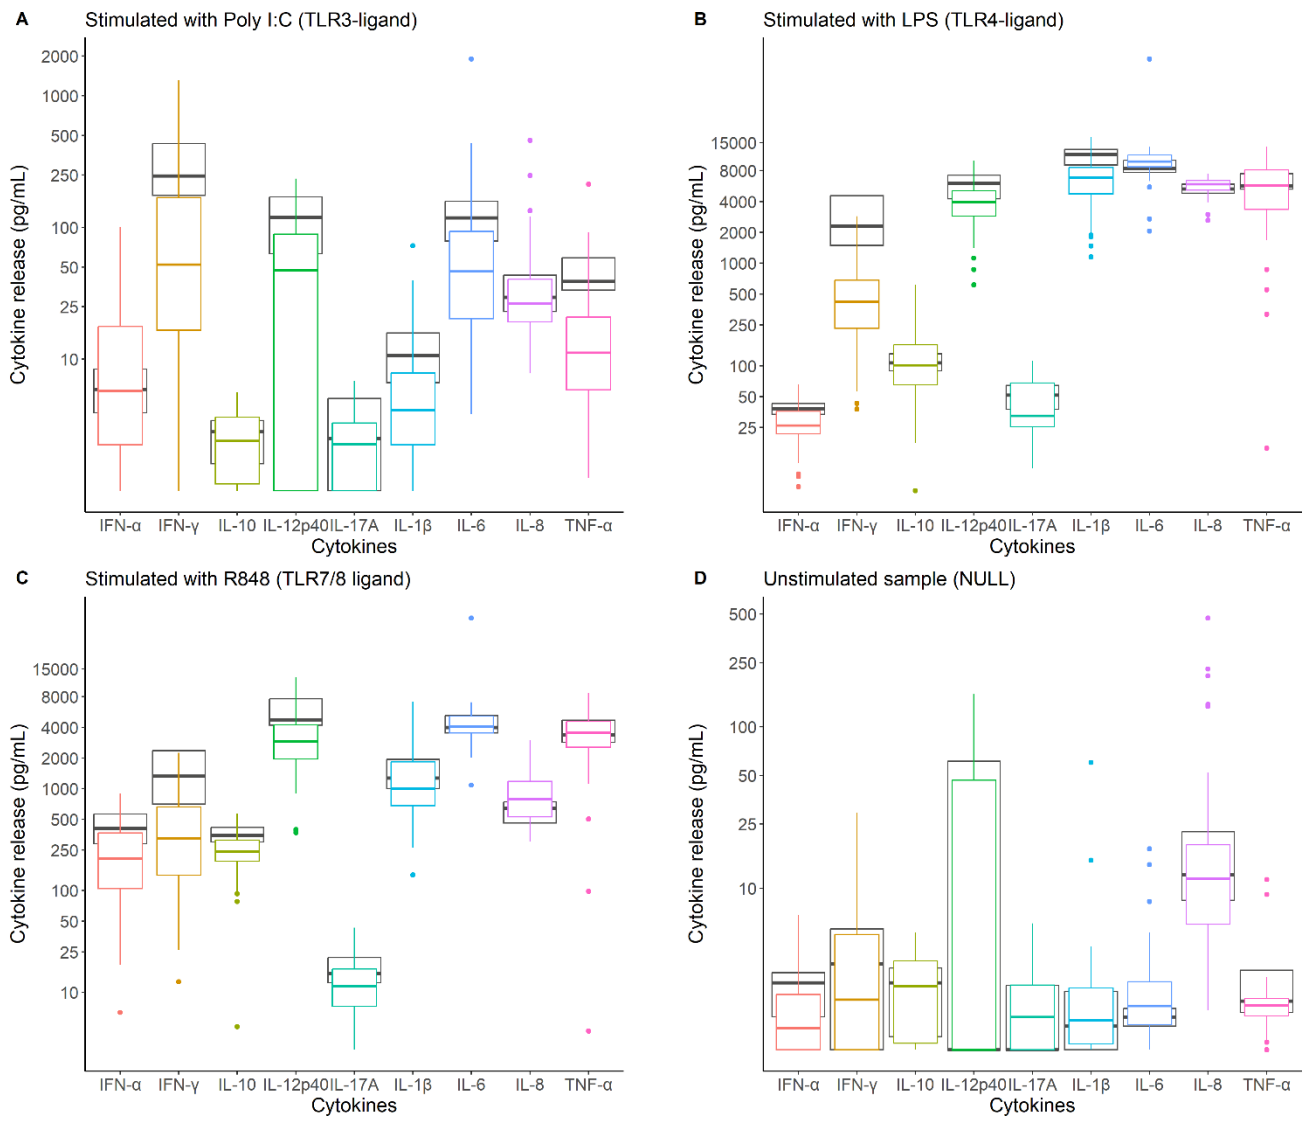 A
Stimulated with Poly I:C (TLR3-ligand)
Cytokine release (pg/mL)
2000
1000
500
250
100
50
25
10
IFN-α IFN-γ IL-10 IL-12p40 IL-17A IL-1β IL-6 IL-8 TNF-α
Cytokines
B
Stimulated with LPS (TLR4-ligand)
Cytokine release (pg/mL)
15000
8000
4000
2000
1000
500
250
100
50
25
IFN-α IFN-γ IL-10 IL-12p40 IL-17A IL-1β IL-6 IL-8 TNF-α
Cytokines
C
Stimulated with R848 (TLR7/8 ligand)
Cytokine release (pg/mL)
15000
8000
4000
2000
1000
500
250
100
50
25
10
IFN-α IFN-γ IL-10 IL-12p40 IL-17A IL-1β IL-6 IL-8 TNF-α
Cytokines
D
Unstimulated sample (NULL)
Cytokine release (pg/mL)
500
250
100
50
25
10
IFN-α IFN-γ IL-10 IL-12p40 IL-17A IL-1β IL-6 IL-8 TNF-α
Cytokines